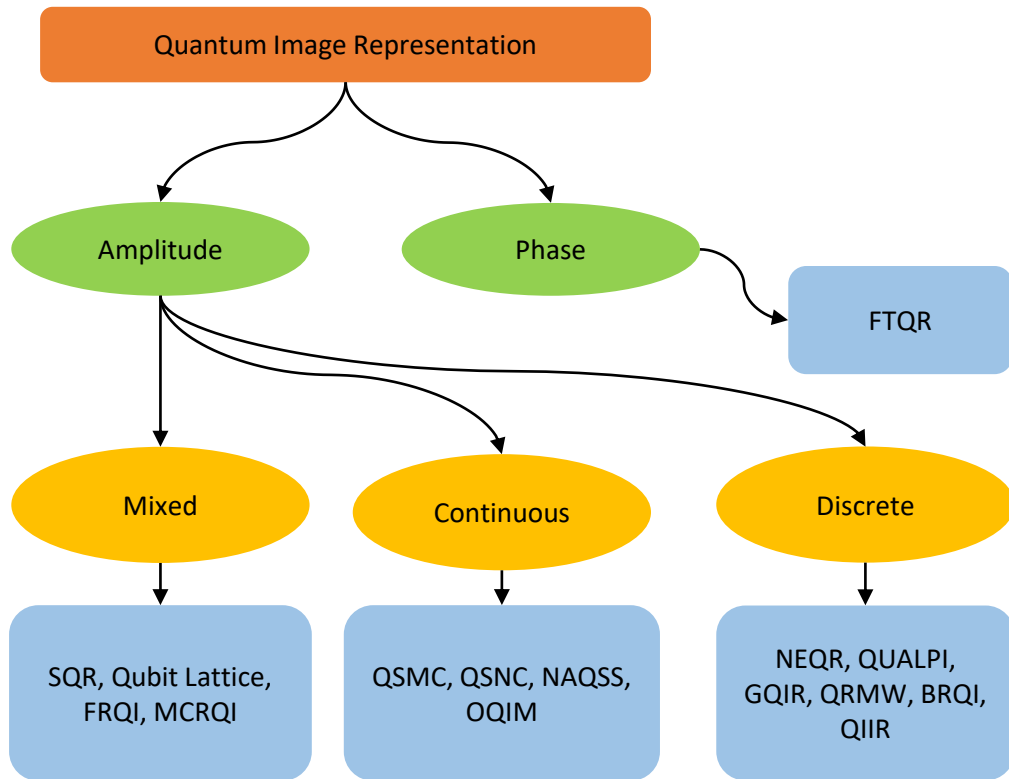 Quantum Image Representation
Amplitude
Phase
FTQR
Mixed
Continuous
Discrete
SQR, Qubit Lattice,
FRQI, MCRQI
QSMC, QSNC, NAQSS,
OQIM
NEQR, QUALPI,
GQIR, QRMW, BRQI,
QIIR